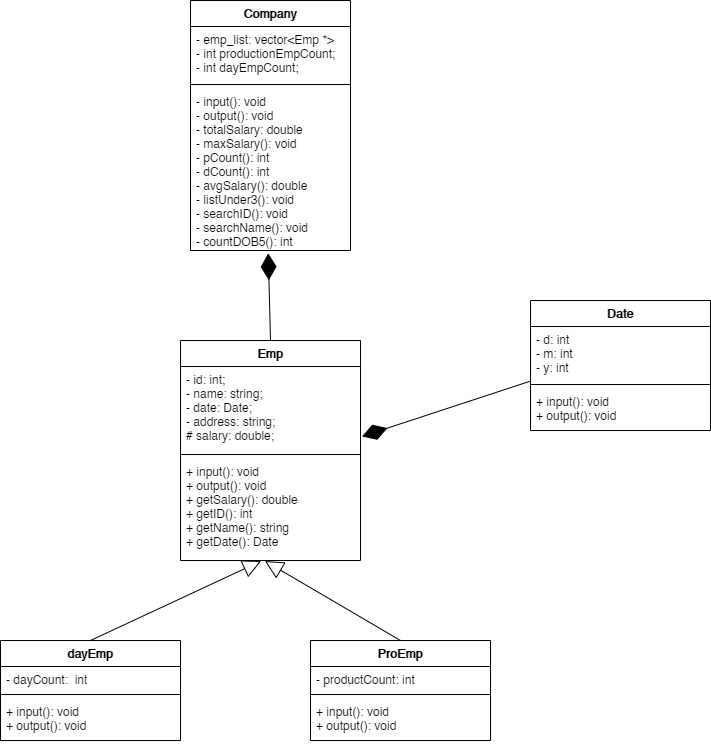 Company
- emp_list: vector<Emp *>
- int productionEmpCount;
- int dayEmpCount;
- input(): void
- output(): void
- totalSalary: double
- maxSalary(): void
- pCount(): int
- dCount(): int
- avgSalary(): double
- listUnder3(): void
- searchID(): void
- searchName(): void
- countDOB5(): int
Date
- d: int
- m: int
- y: int
+ input(): void
+ output(): void
Emp
- id: int;
- name: string;
- date: Date;
- address: string;
# salary: double;
+ input(): void
+ output(): void
+ getSalary(): double
+ getID(): int
+ getName(): string
+ getDate(): Date
dayEmp
- dayCount:  int
+ input(): void
+ output(): void
ProEmp
- productCount: int
+ input(): void
+ output(): void